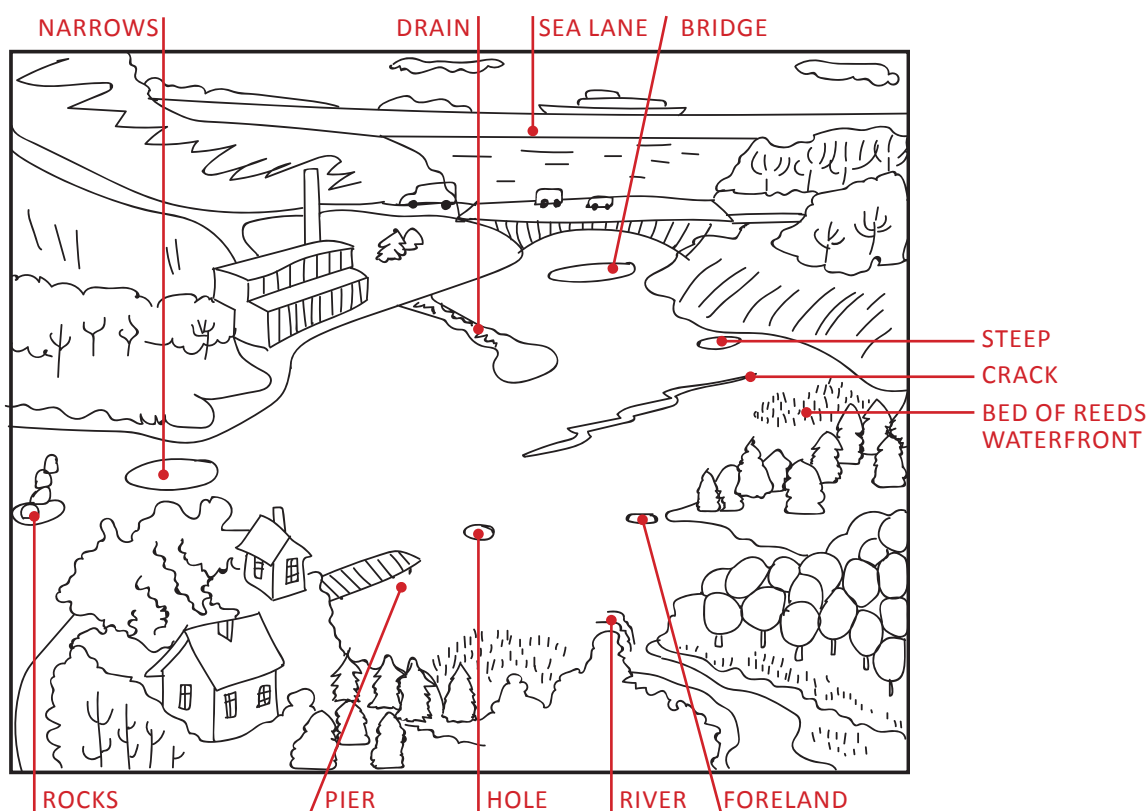 NARROWS
DRAIN
SEA LANE
BRIDGE
STEEP
CRACK
BED OF REEDS
WATERFRONT
ROCKS
PIER
HOLE
RIVER
FORELAND